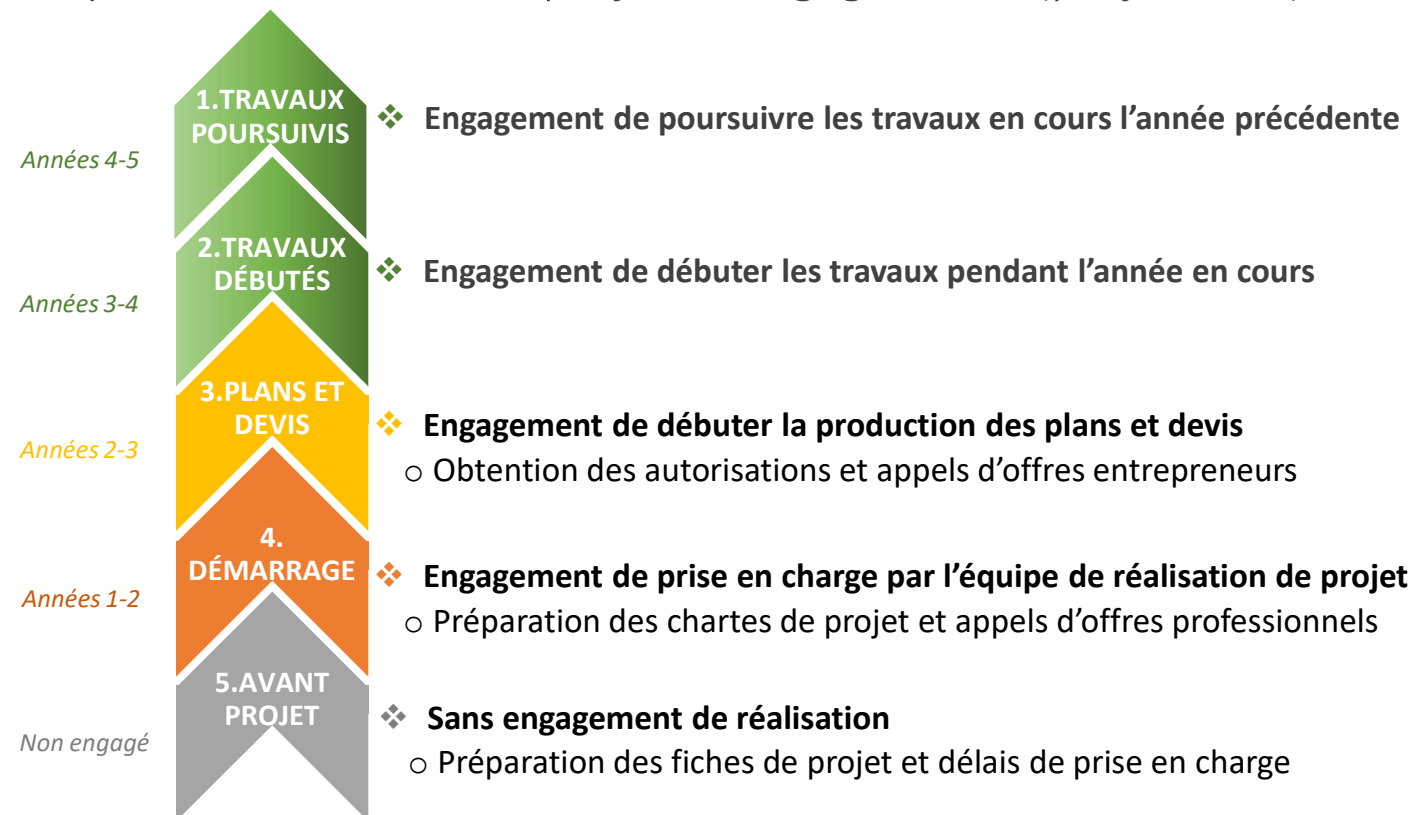 1.TRAVAUX
POURSUIVIS
❖ Engagement de poursuivre les travaux en cours l’année précédente
Années 4-5
2.TRAVAUX
DÉBUTÉS
❖ Engagement de débuter les travaux pendant l’année en cours
Années 3-4
3.PLANS ET
DEVIS
❖ Engagement de débuter la production des plans et devis
Années 2-3
o Obtention des autorisations et appels d’offres entrepreneurs
4.
DÉMARRAGE
❖ Engagement de prise en charge par l’équipe de réalisation de projet
Années 1-2
o Préparation des chartes de projet et appels d’offres professionnels
5.AVANT
PROJET
❖ Sans engagement de réalisation
Non engagé
o Préparation des fiches de projet et délais de prise en charge